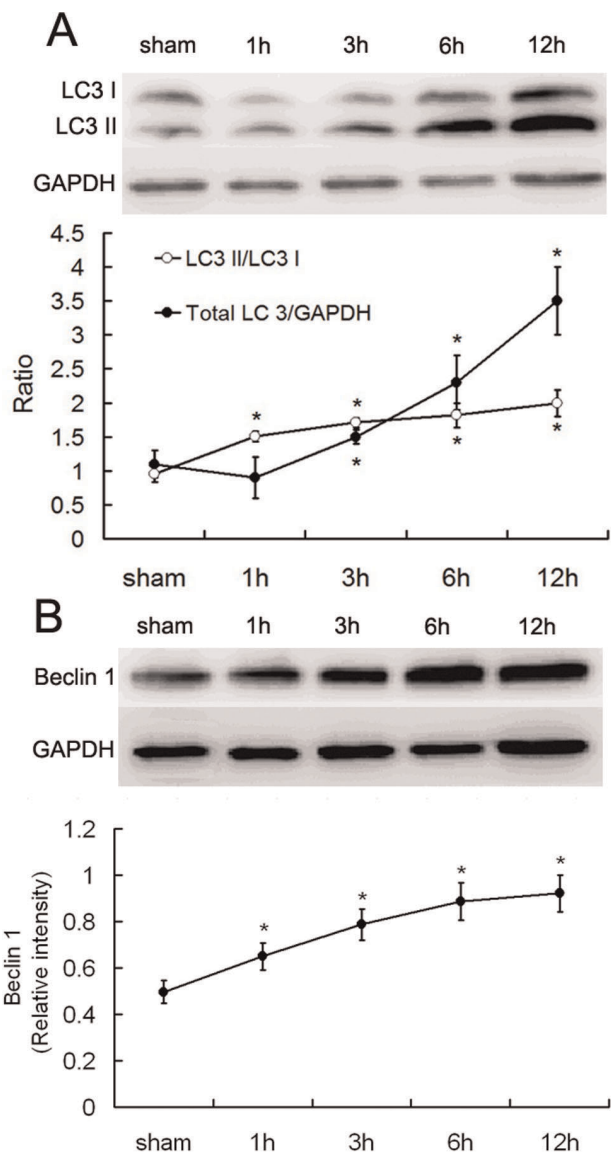 A
sham 1h 3h 6h 12h
LC3 I
LC3 II
GAPDH
4.5
4
3.5
3
2.5
2
1.5
1
0.5
0
Ratio
LC3 II/LC3 I
Total LC 3/GAPDH
*
*
*
*
*
*
*
sham 1h 3h 6h 12h
B
sham 1h 3h 6h 12h
Beclin 1
GAPDH
1.2
1
0.8
0.6
0.4
0.2
0
Beclin 1
(Relative intensity)
*
*
*
*
sham 1h 3h 6h 12h